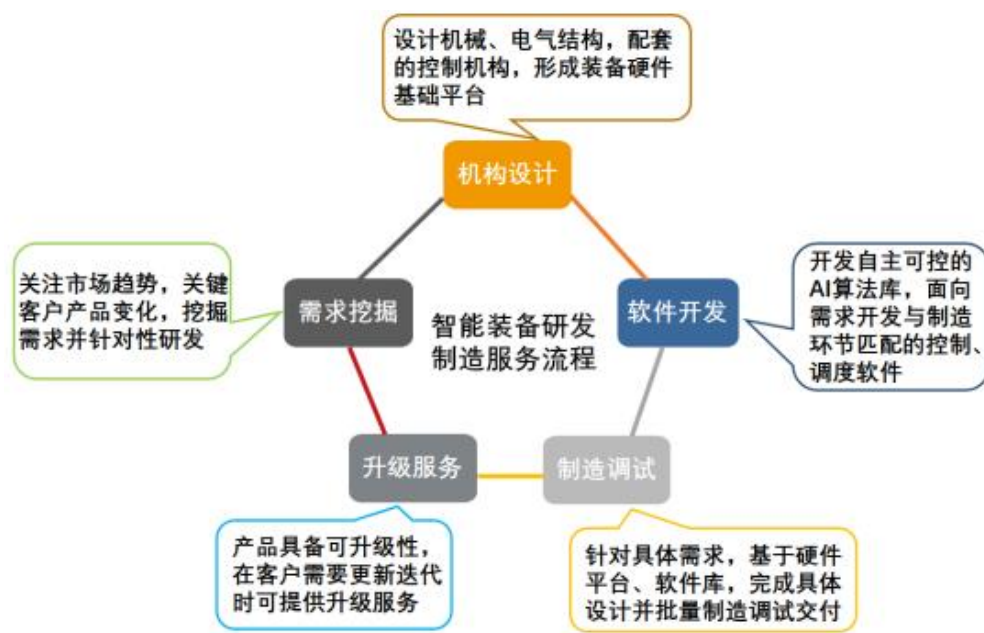 设计机械、电气结构，配套
的控制机构，形成装备硬件
基础平台
机构设计
关注市场趋势，关键
客户产品变化，挖掘
需求并针对性研发
需求挖掘
智能装备研发
制造服务流程
软件开发
开发自主可控的
AI算法库，面向
需求开发与制造
环节匹配的控制、
调度软件
升级服务
制造调试
产品具备可升级性，
在客户需要更新迭代
时可提供升级服务
针对具体需求，基于硬件
平台、软件库，完成具体
设计并批量制造调试交付